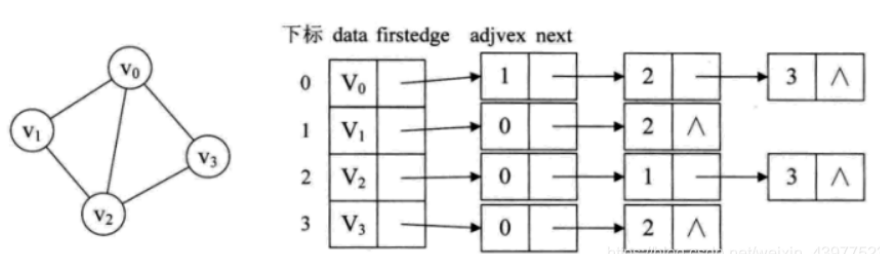 下标 data firstedge adjvex next
V₀
V₁
V₂
V₃
0 V₀ 1 2 3 ∧
1 V₁ 0 2 ∧
2 V₂ 0 1 3 ∧
3 V₃ 0 2 ∧